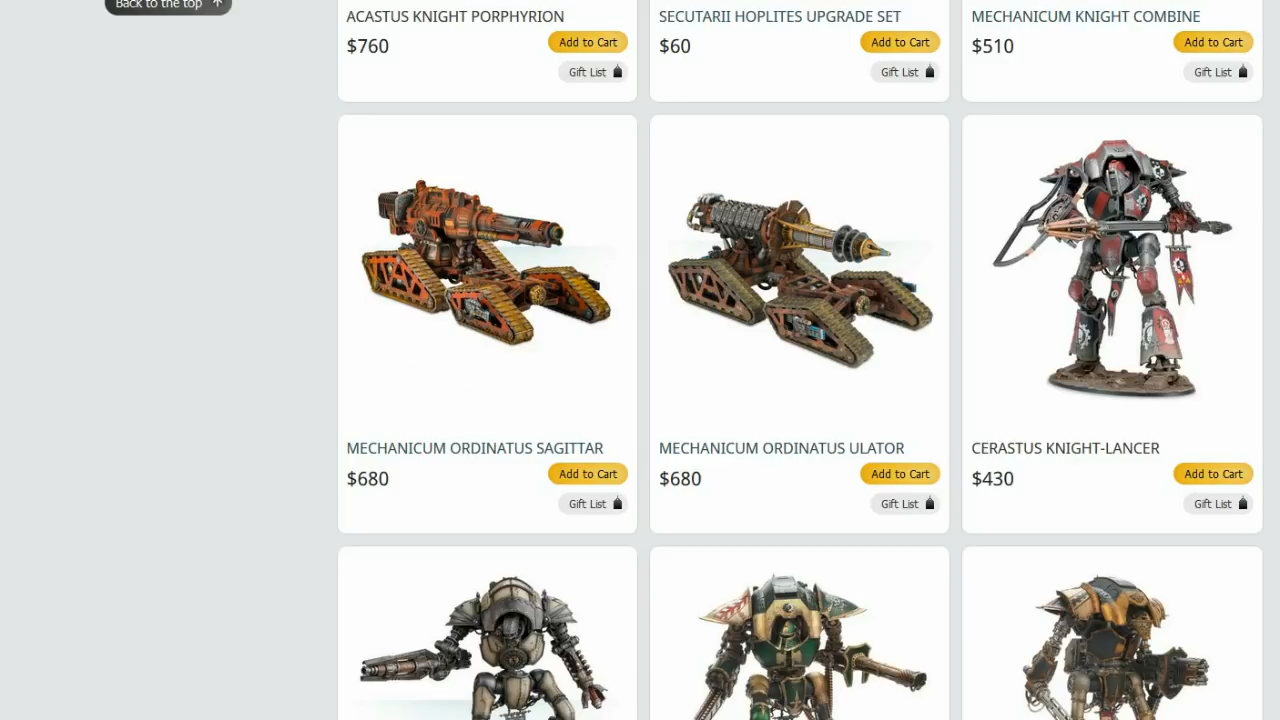 Back to the top ↑
ACASTUS KNIGHT PORPHYRION
$760
Add to Cart
Gift List
SECUTARII HOPLITES UPGRADE SET
$60
Add to Cart
Gift List
MECHANICUM KNIGHT COMBINE
$510
Add to Cart
Gift List
MECHANICUM ORDINATUS SAGITTAR
$680
Add to Cart
Gift List
MECHANICUM ORDINATUS ULATOR
$680
Add to Cart
Gift List
CERASTUS KNIGHT-LANCER
$430
Add to Cart
Gift List